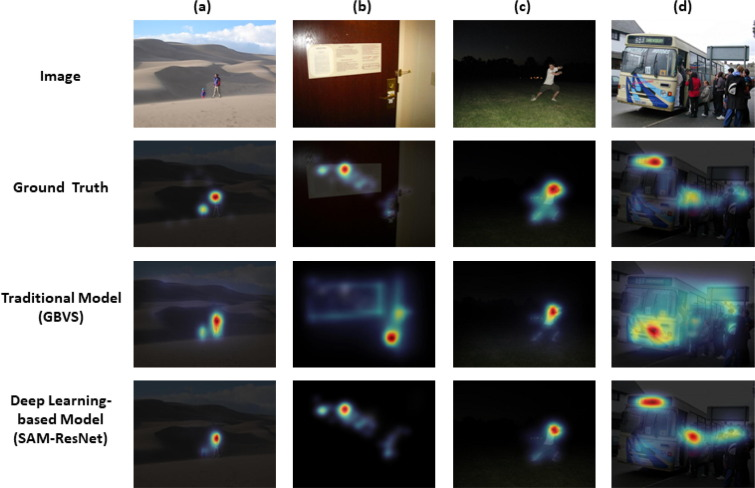 (a) (b) (c) (d)
Image
Ground Truth
Traditional Model
(GBVS)
Deep Learning-
based Model
(SAM-ResNet)